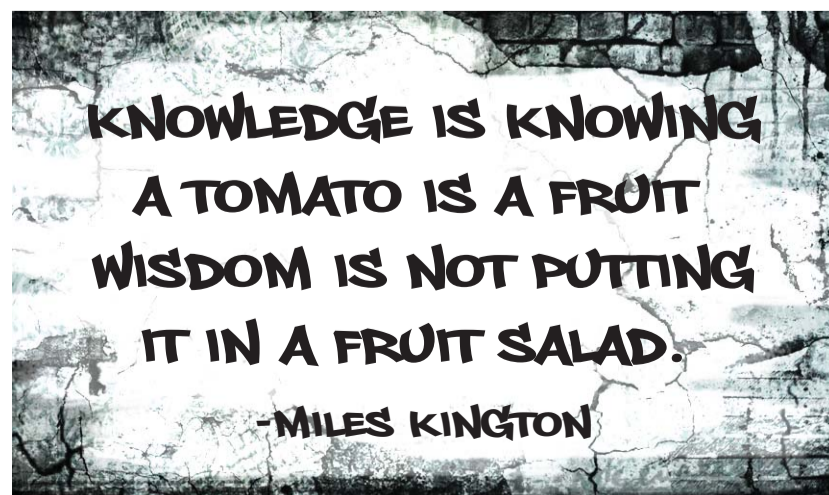 KNOWLEDGE IS KNOWING
A TOMATO IS A FRUIT
WISDOM IS NOT PUTTING
IT IN A FRUIT SALAD.
-MILES KINGTON